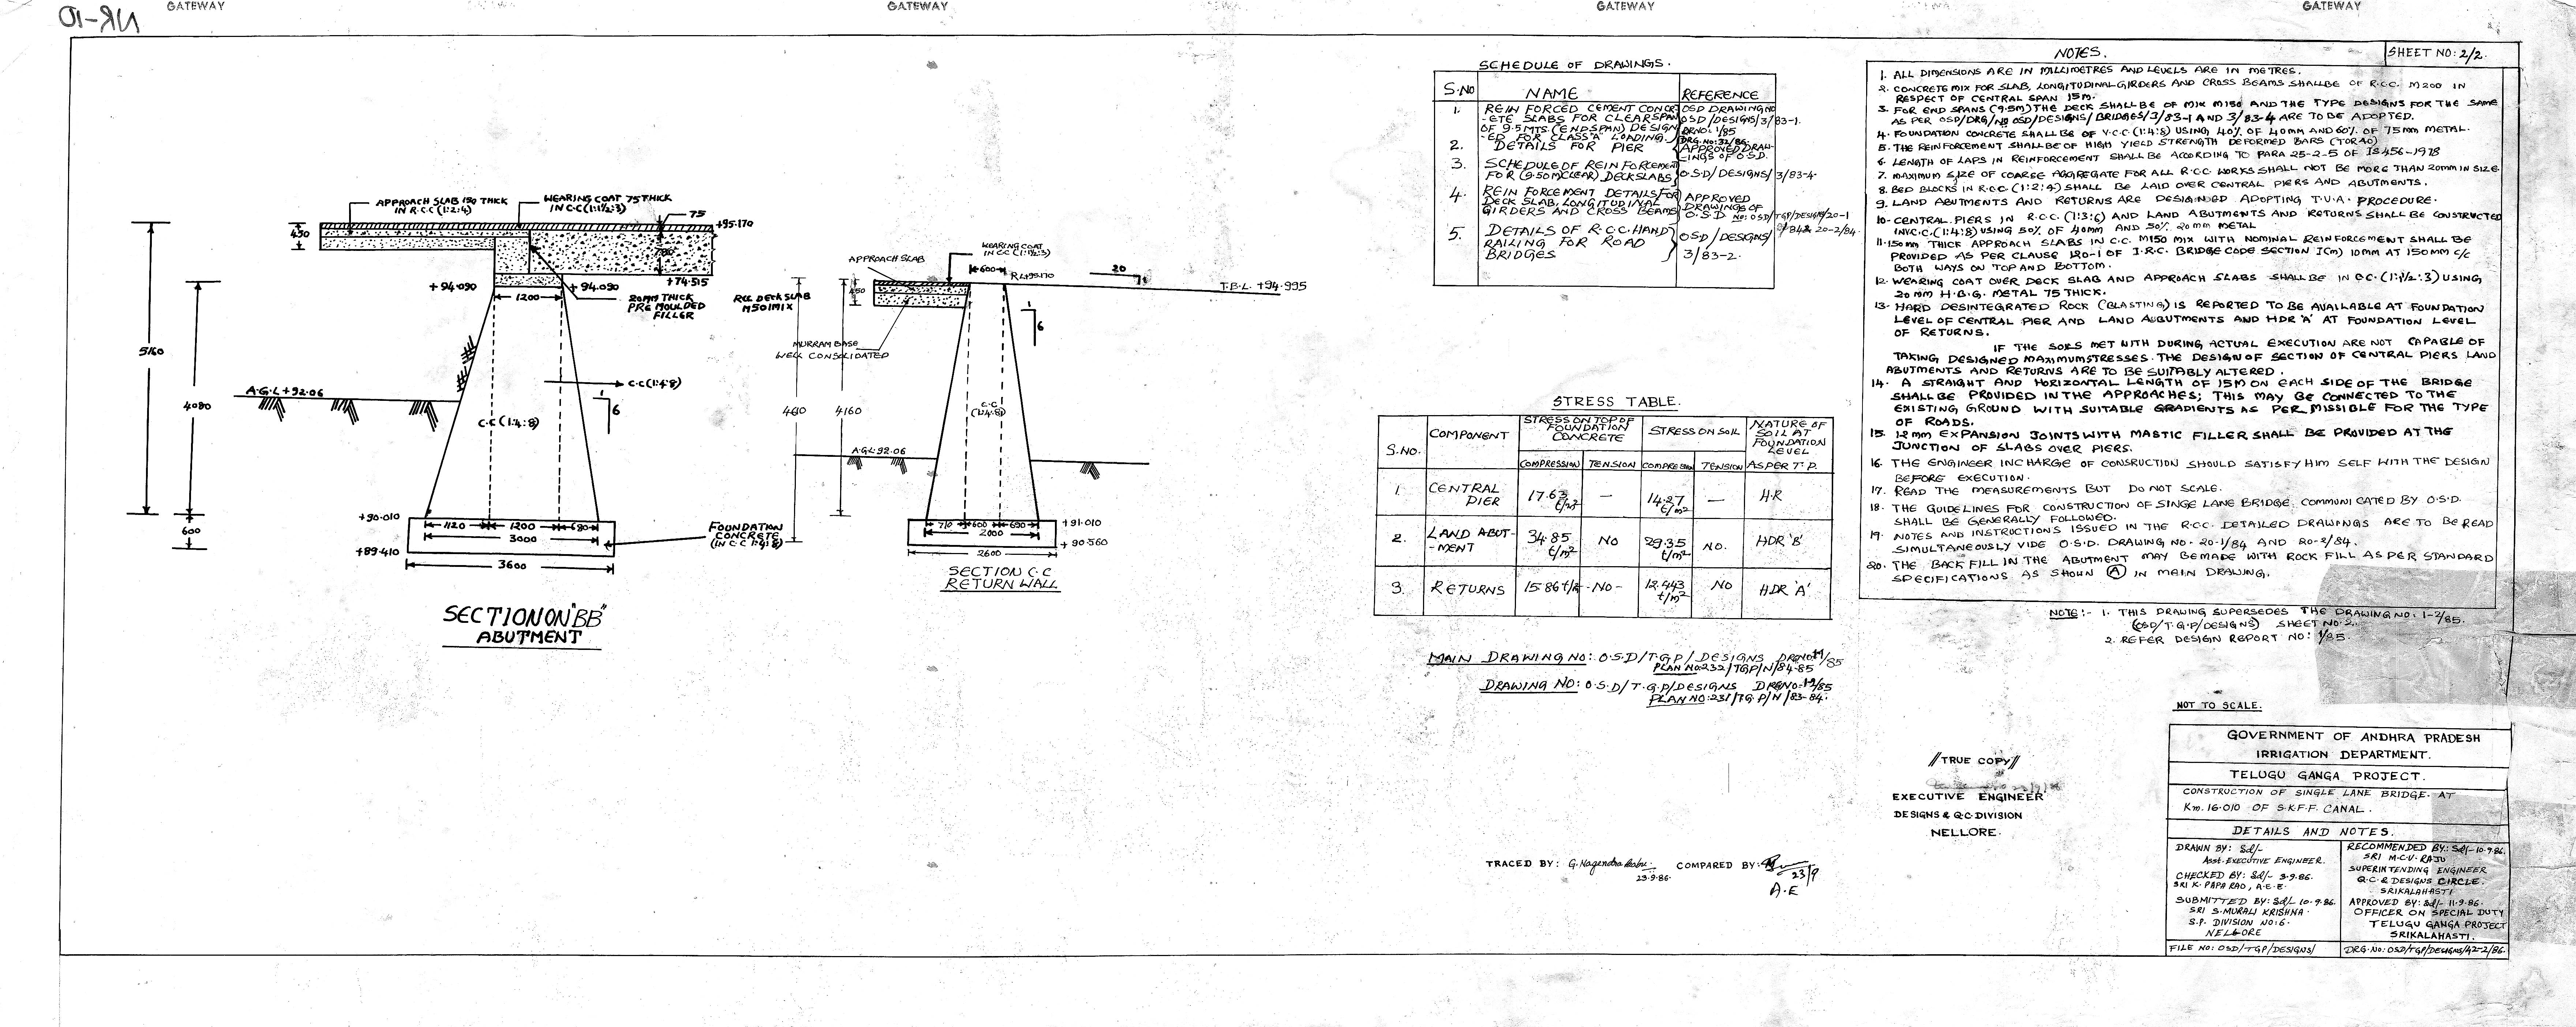 GATEWAY
GATEWAY
GATEWAY
GATEWAY
NR-10
SHEET NO: 2/2.
APPROACH SLAB 150 THICK
IN R.C.C (1:2:4)
WEARING COAT 75 THICK
IN C.C (1:1½:3)
75
+95.170
450
+94.090
1200
+94.090
+74.515
20MM THICK
PRE MOULDED
FILLER
R.C.C DECK SLAB
M501MIX
5160
4080
A.G.L +92.06
C.C (1:4:8)
1
6
C.C (1:4:8)
+90.010
1120
1200
680
3000
600
+89.410
3600
FOUNDATION
CONCRETE
(IN C.C 1:4:8)
SECTION ON "BB"
ABUTMENT
APPROACH SLAB
WEARING COAT
IN CC (1:1½:3)
600
RL+95.170
20
1
T.B.L. +94.995
450
1
6
MURRAM BASE
WELL CONSOLIDATED
4610
4160
C.C
(1:4:8)
A.G.L 92.06
710
600
690
2000
+91.010
+90.560
2600
SECTION C.C
RETURN WALL
SCHEDULE OF DRAWINGS.
S.NO
NAME
REFERENCE
1.
REIN FORCED CEMENT CONCR
-ETE SLABS FOR CLEARSPAN
OF 9.5 MTS. (END SPAN) DESIGN
-ED FOR CLASS 'A' LOADING.
OSD DRAWING NO
OSD/DESIGNS/3/83-1.
DRNO: 1/85
DRG. NO: 32/86
2.
DETAILS FOR PIER
APPROVED DRAW-
-INGS OF O.S.D.
3.
SCHEDULE OF REIN FORCEMENT
FOR (9.50 M CLEAR) DECK SLABS
O.S.D/DESIGNS/3/83-4.
4.
REIN FORCEMENT DETAILS FOR
DECK SLAB, LONGITUDINAL
GIRDERS AND CROSS BEAMS
APPROVED
DRAWINGS OF
O.S.D NO: OSD/TGP/DESIGNS/20-1
/84 & 20-2/84.
5.
DETAILS OF R.C.C. HAND
RAILING FOR ROAD
BRIDGES
O.S.D/DESIGNS/
3/83-2.
STRESS TABLE.
S.NO.
COMPONENT
STRESS ON TOP OF
FOUNDATION
CONCRETE
STRESS ON SOIL
NATURE OF
SOIL AT
FOUNDATION
LEVEL
COMPRESSION
TENSION
COMPRESSION
TENSION
AS PER T.P.
1.
CENTRAL
PIER
17.63
t/m²
—
14.27
t/m²
—
H.R
2.
LAND ABUT-
-MENT
34.85
t/m²
NO
29.35
t/m²
NO.
HDR 'B'
3.
RETURNS
15.86 t/m²
-NO-
12.443
t/m²
NO
HDR 'A'
MAIN DRAWING NO: O.S.D/T.G.P/DESIGNS DRGNO:
PLAN NO:232/TGP/N/84-85
DRAWING NO: O.S.D/T.G.P/DESIGNS DRGNO:
PLAN NO:231/T.G.P/N/83-84.
NOTES.
1. ALL DIMENSIONS ARE IN MILLIMETRES AND LEVELS ARE IN METRES.
2. CONCRETE MIX FOR SLAB, LONGITUDINAL GIRDERS AND CROSS BEAMS SHALL BE OF R.C.C. M200 IN
RESPECT OF CENTRAL SPAN 15M.
3. FOR END SPANS (9.5M) THE DECK SHALL BE OF MIX M150 AND THE TYPE DESIGNS FOR THE SAME
AS PER OSD/DRG/NO OSD/DESIGNS/BRIDGES/3/83-1 AND 3/83-4 ARE TO BE ADOPTED.
4. FOUNDATION CONCRETE SHALL BE OF V.C.C. (1:4:8) USING 40% OF 40MM AND 60% OF 75MM METAL.
5. THE REINFORCEMENT SHALL BE OF HIGH YIELD STRENGTH DEFORMED BARS (TOR40)
6. LENGTH OF LAPS IN REINFORCEMENT SHALL BE ACCORDING TO PARA 25-2-5 OF IS 456-1978
7. MAXIMUM SIZE OF COARSE AGGREGATE FOR ALL R.C.C WORKS SHALL NOT BE MORE THAN 20MM IN SIZE.
8. BED BLOCKS IN R.C.C (1:2:4) SHALL BE LAID OVER CENTRAL PIERS AND ABUTMENTS.
9. LAND ABUTMENTS AND RETURNS ARE DESIGNED ADOPTING T.V.A. PROCEDURE.
10. CENTRAL PIERS IN R.C.C. (1:3:6) AND LAND ABUTMENTS AND RETURNS SHALL BE CONSTRUCTED
IN V.C.C. (1:4:8) USING 50% OF 40MM AND 50% 20MM METAL
11. 150MM THICK APPROACH SLABS IN C.C. M150 MIX WITH NOMINAL REINFORCEMENT SHALL BE
PROVIDED AS PER CLAUSE 120-1 OF I.R.C. BRIDGE CODE SECTION I(m) 10MM AT 150MM C/C
BOTH WAYS ON TOP AND BOTTOM.
12. WEARING COAT OVER DECK SLAB AND APPROACH SLABS SHALL BE IN C.C. (1:1½:3) USING
20 MM H.B.G. METAL 75 THICK.
13. HARD DESINTEGRATED ROCK (BLASTING) IS REPORTED TO BE AVAILABLE AT FOUNDATION
LEVEL OF CENTRAL PIER AND LAND ABUTMENTS AND HDR 'A' AT FOUNDATION LEVEL
OF RETURNS.
IF THE SOILS MET WITH DURING ACTUAL EXECUTION ARE NOT CAPABLE OF
TAKING DESIGNED MAXIMUM STRESSES. THE DESIGN OF SECTION OF CENTRAL PIERS LAND
ABUTMENTS AND RETURNS ARE TO BE SUITABLY ALTERED.
14. A STRAIGHT AND HORIZONTAL LENGTH OF 15M ON EACH SIDE OF THE BRIDGE
SHALL BE PROVIDED IN THE APPROACHES; THIS MAY BE CONNECTED TO THE
EXISTING GROUND WITH SUITABLE GRADIENTS AS PERMISSIBLE FOR THE TYPE
OF ROADS.
15. 12MM EXPANSION JOINTS WITH MASTIC FILLER SHALL BE PROVIDED AT THE
JUNCTION OF SLABS OVER PIERS.
16. THE ENGINEER INCHARGE OF CONSRUCTION SHOULD SATISFY HIM SELF WITH THE DESIGN
BEFORE EXECUTION.
17. READ THE MEASUREMENTS BUT DO NOT SCALE.
18. THE GUIDELINES FOR CONSTRUCTION OF SINGE LANE BRIDGE. COMMUNICATED BY O.S.D.
SHALL BE GENERALLY FOLLOWED.
19. NOTES AND INSTRUCTIONS ISSUED IN THE R.C.C. DETAILED DRAWINGS ARE TO BE READ
SIMULTANEOUSLY VIDE O.S.D. DRAWING NO. 20-1/84 AND 20-2/84.
20. THE BACK FILL IN THE ABUTMENT MAY BE MADE WITH ROCK FILL AS PER STANDARD
SPECIFICATIONS AS SHOWN (A) IN MAIN DRAWING.
NOTE:- 1. THIS DRAWING SUPERSEDES THE DRAWING NO: 1-2/85.
(OSD/T.G.P/DESIGNS) SHEET NO. 2.
2. REFER DESIGN REPORT NO: 1/85.
NOT TO SCALE.
//TRUE COPY//
EXECUTIVE ENGINEER
DESIGNS & Q.C. DIVISION
NELLORE.
TRACED BY: G. Nagendra Babu.
23.9.86.
COMPARED BY:
23/9
A.E
GOVERNMENT OF ANDHRA PRADESH
IRRIGATION DEPARTMENT.
TELUGU GANGA PROJECT.
CONSTRUCTION OF SINGLE LANE BRIDGE. AT
Km. 16.010 OF S.K.F.F. CANAL.
DETAILS AND NOTES.
DRAWN BY: Sd/-
Asst. EXECUTIVE ENGINEER.
CHECKED BY: Sd/- 3.9.86.
SRI K. PAPA RAO, A.E.E.
SUBMITTED BY: Sd/- 10.9.86.
SRI S. MURALI KRISHNA.
S.P. DIVISION NO: 6.
NELLORE
RECOMMENDED BY: Sd/- 10.9.86.
SRI M.C.V. RAJU
SUPERINTENDING ENGINEER
Q.C. & DESIGNS CIRCLE.
SRIKALAHASTI
APPROVED BY: Sd/- 11.9.86.
OFFICER ON SPECIAL DUTY
TELUGU GANGA PROJECT
SRIKALAHASTI.
FILE NO: OSD/TGP/DESIGNS/
DRG. NO: OSD/TGP/DESIGNS/42-2/86.